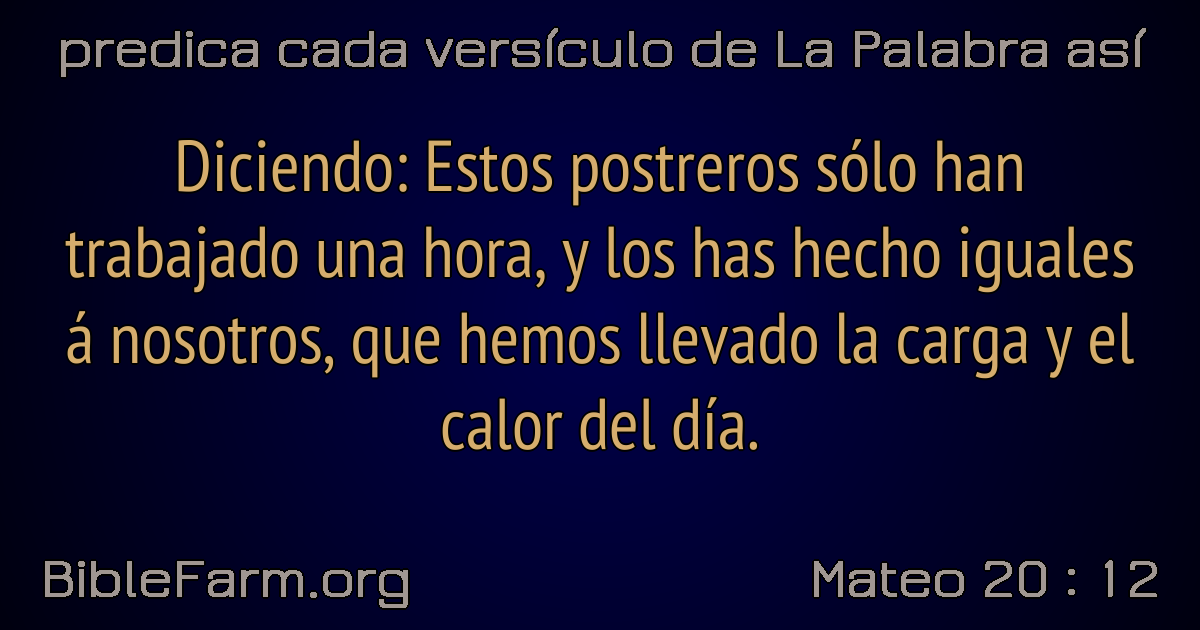 predica cada versículo de La Palabra así
Diciendo: Estos postreros sólo han
trabajado una hora, y los has hecho iguales
á nosotros, que hemos llevado la carga y el
calor del día.
BibleFarm.org
Mateo 20 : 12